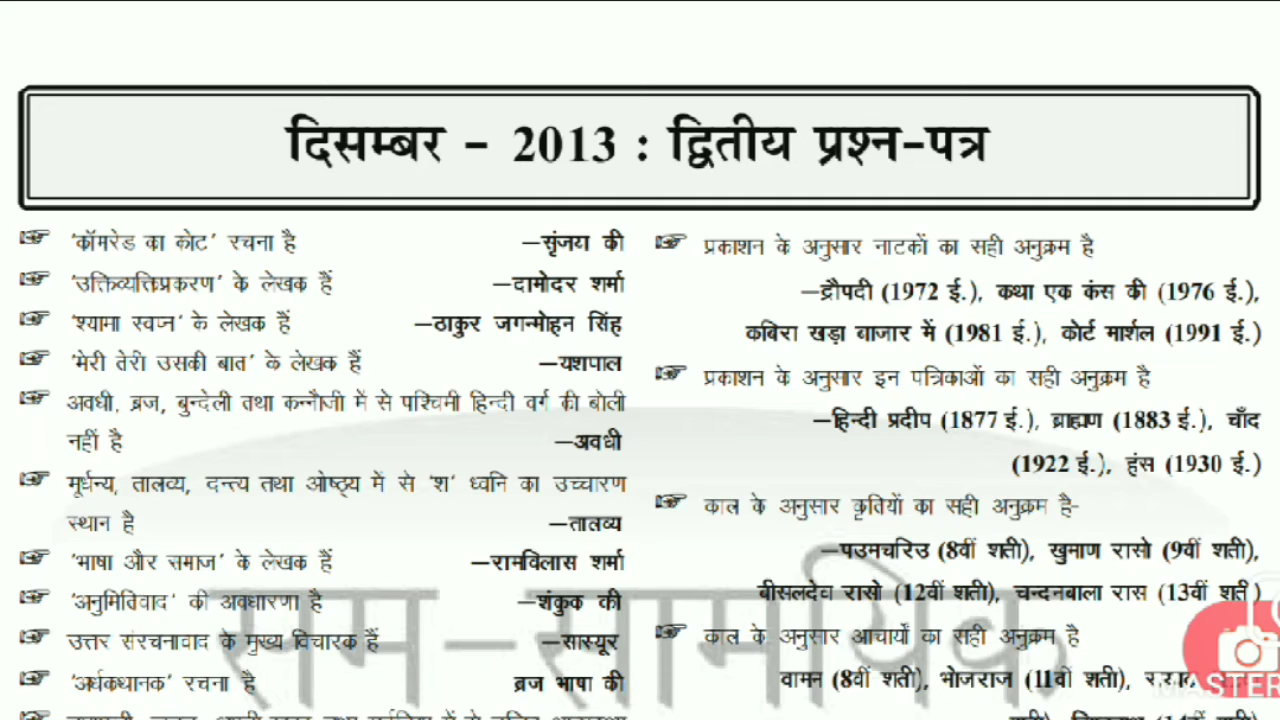 दिसम्बर - 2013 : द्वितीय प्रश्न-पत्र
☞ 'कॉमरेड का कोट' रचना है –सृंजय की
☞ 'उक्तिव्यक्तिप्रकरण' के लेखक हैं –दामोदर शर्मा
☞ 'श्यामा स्वप्न' के लेखक हैं –ठाकुर जगन्मोहन सिंह
☞ 'मेरी तेरी उसकी बात' के लेखक हैं –यशपाल
☞ अवधी, ब्रज, बुन्देली तथा कन्नौजी में से पश्चिमी हिन्दी वर्ग की बोली
नहीं है –अवधी
☞ मूर्धन्य, तालव्य, दन्त्य तथा ओष्ठ्य में से 'श' ध्वनि का उच्चारण
स्थान है –तालव्य
☞ 'भाषा और समाज' के लेखक हैं –रामविलास शर्मा
☞ 'अनुमितिवाद' की अवधारणा है –शंकुक की
☞ उत्तर संरचनावाद के मुख्य विचारक हैं –सास्यूर
☞ 'अर्धकथानक' रचना है ब्रज भाषा की
☞ प्रकाशन के अनुसार नाटकों का सही अनुक्रम है
–द्रौपदी (1972 ई.), कथा एक कंस की (1976 ई.),
कबिरा खड़ा बाजार में (1981 ई.), कोर्ट मार्शल (1991 ई.)
☞ प्रकाशन के अनुसार इन पत्रिकाओं का सही अनुक्रम है
–हिन्दी प्रदीप (1877 ई.), ब्राह्मण (1883 ई.), चाँद
(1922 ई.), हंस (1930 ई.)
☞ काल के अनुसार कृतियों का सही अनुक्रम है-
–पउमचरिउ (8वीं शती), खुमाण रासो (9वीं शती),
बीसलदेव रासो (12वीं शती), चन्दनबाला रास (13वीं शती)
☞ काल के अनुसार आचार्यों का सही अनुक्रम है
वामन (8वीं शती), भोजराज (11वीं शती),
सम-सामयिक